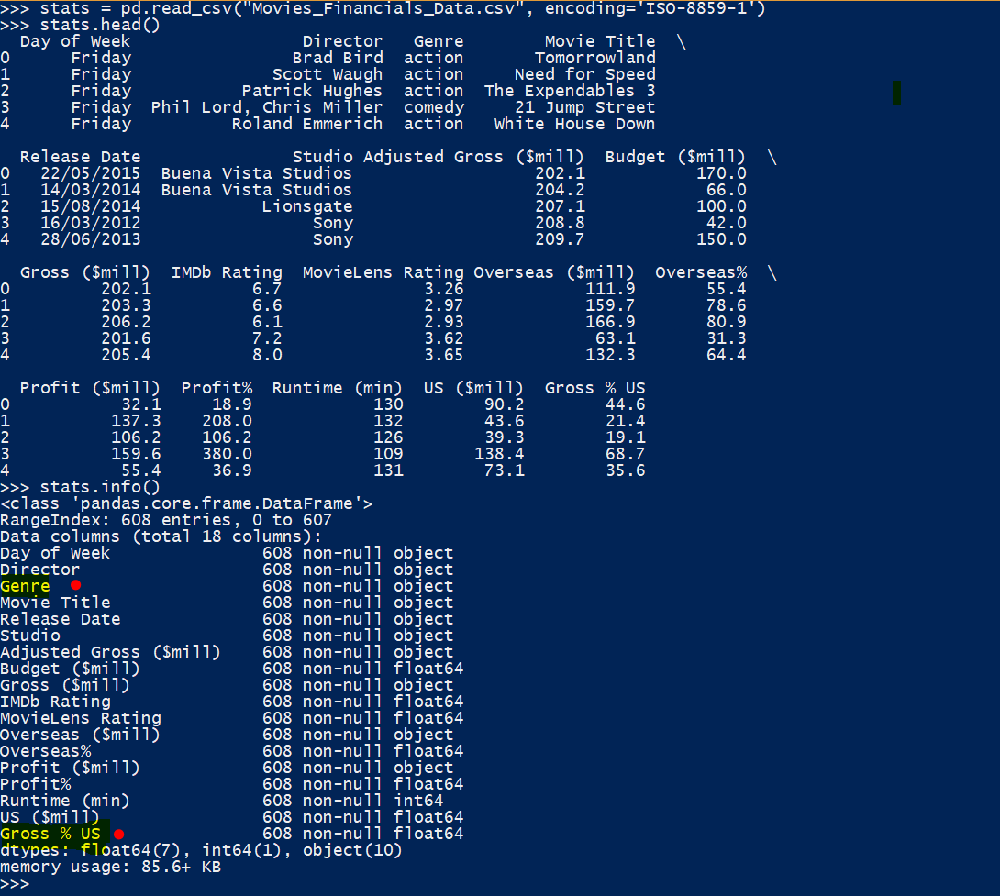 >>> stats = pd.read_csv("Movies_Financials_Data.csv", encoding='ISO-8859-1')
>>> stats.head()
  Day of Week                 Director   Genre        Movie Title  \
0      Friday                Brad Bird  action       Tomorrowland
1      Friday              Scott Waugh  action     Need for Speed
2      Friday           Patrick Hughes  action  The Expendables 3
3      Friday  Phil Lord, Chris Miller  comedy     21 Jump Street
4      Friday          Roland Emmerich  action   White House Down
  Release Date               Studio Adjusted Gross ($mill)  Budget ($mill)  \
0   22/05/2015  Buena Vista Studios                  202.1           170.0
1   14/03/2014  Buena Vista Studios                  204.2            66.0
2   15/08/2014            Lionsgate                  207.1           100.0
3   16/03/2012                 Sony                  208.8            42.0
4   28/06/2013                 Sony                  209.7           150.0
  Gross ($mill)  IMDb Rating  MovieLens Rating Overseas ($mill)  Overseas%  \
0         202.1          6.7              3.26            111.9       55.4
1         203.3          6.6              2.97            159.7       78.6
2         206.2          6.1              2.93            166.9       80.9
3         201.6          7.2              3.62             63.1       31.3
4         205.4          8.0              3.65            132.3       64.4
  Profit ($mill)  Profit%  Runtime (min)  US ($mill)  Gross % US
0           32.1     18.9            130        90.2        44.6
1          137.3    208.0            132        43.6        21.4
2          106.2    106.2            126        39.3        19.1
3          159.6    380.0            109       138.4        68.7
4           55.4     36.9            131        73.1        35.6
>>> stats.info()
<class 'pandas.core.frame.DataFrame'>
RangeIndex: 608 entries, 0 to 607
Data columns (total 18 columns):
Day of Week               608 non-null object
Director                  608 non-null object
Genre                     608 non-null object
Movie Title               608 non-null object
Release Date              608 non-null object
Studio                    608 non-null object
Adjusted Gross ($mill)    608 non-null object
Budget ($mill)            608 non-null float64
Gross ($mill)             608 non-null object
IMDb Rating               608 non-null float64
MovieLens Rating          608 non-null float64
Overseas ($mill)          608 non-null object
Overseas%                 608 non-null float64
Profit ($mill)            608 non-null object
Profit%                   608 non-null float64
Runtime (min)             608 non-null int64
US ($mill)                608 non-null float64
Gross % US                608 non-null float64
dtypes: float64(7), int64(1), object(10)
memory usage: 85.6+ KB
>>>